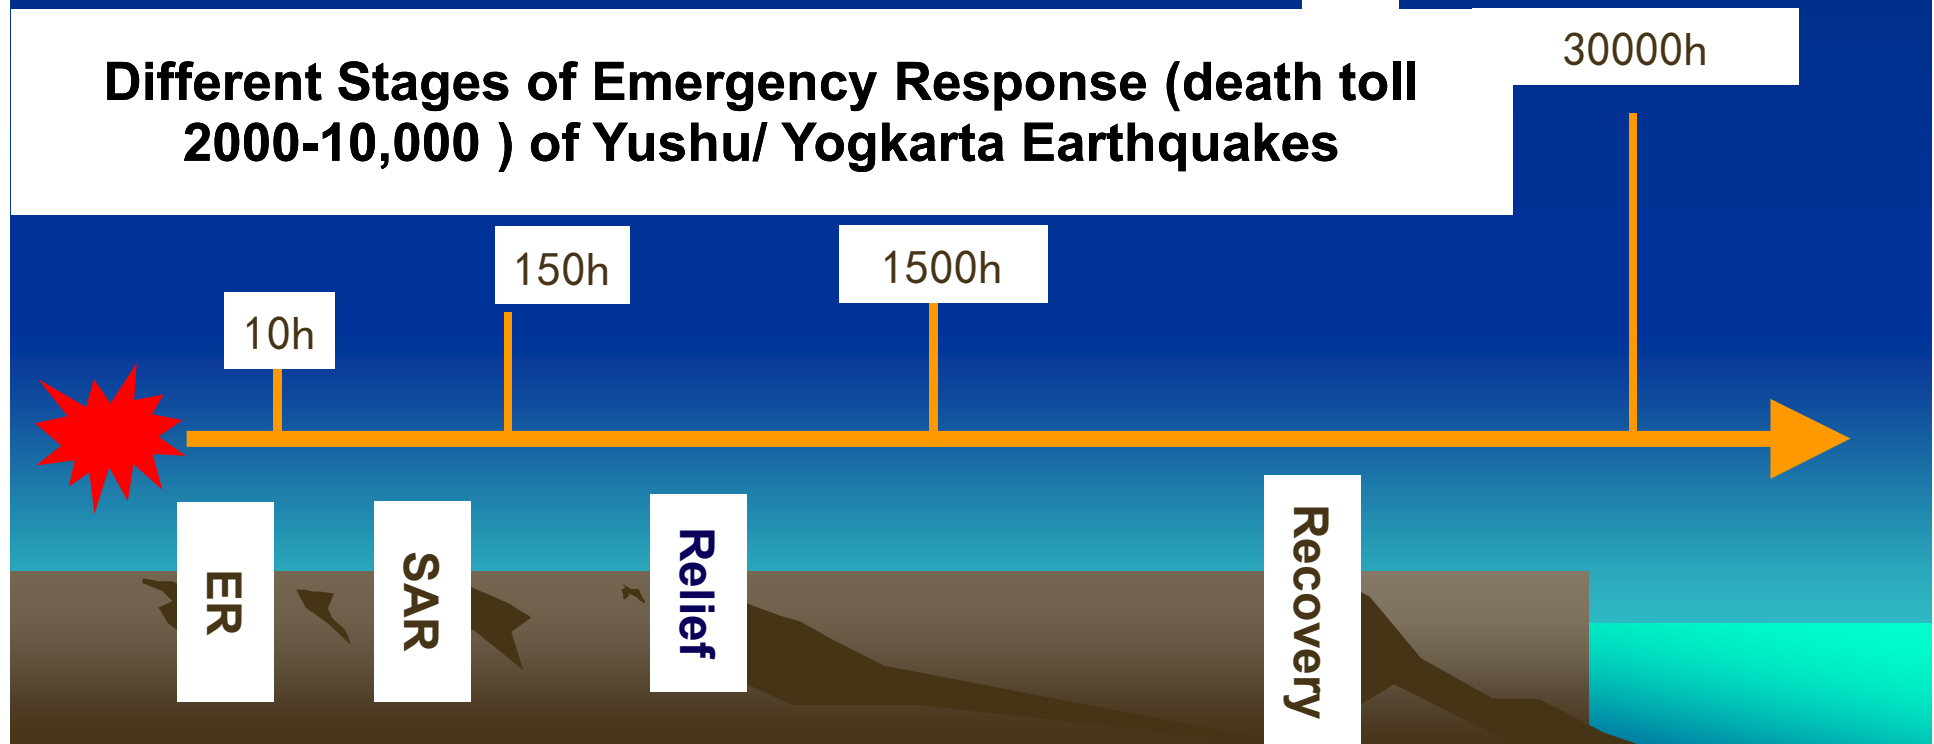 Different Stages of Emergency Response (death toll
2000-10,000 ) of Yushu/ Yogkarta Earthquakes
30000h
150h
1500h
10h
ER
SAR
Relief
Recovery